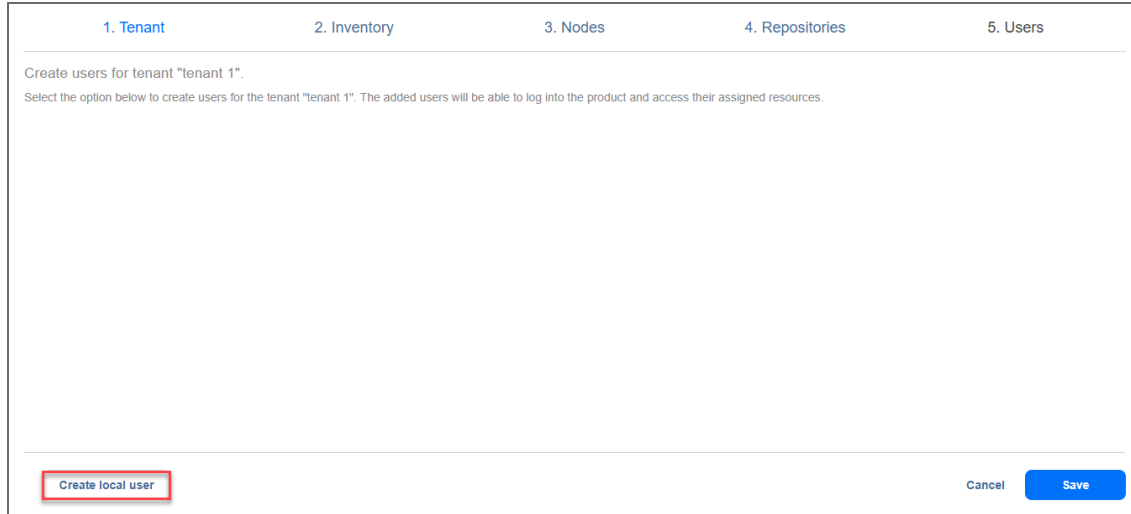 1. Tenant 2. Inventory 3. Nodes 4. Repositories 5. Users
Create users for tenant "tenant 1".
Select the option below to create users for the tenant "tenant 1". The added users will be able to log into the product and access their assigned resources.
Create local user Cancel Save